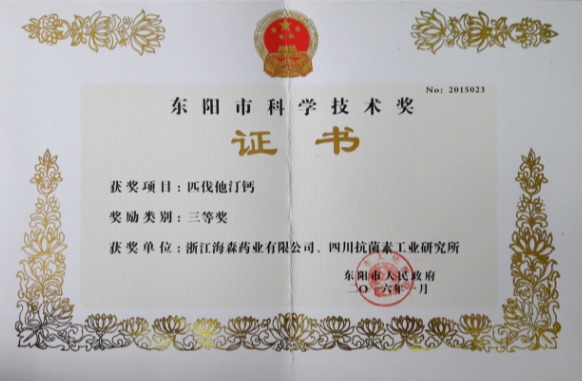 No: 2015023
东阳市科学技术奖
证书
获奖项目：匹伐他汀钙
奖励类别：三等奖
获奖单位：浙江海森药业有限公司、四川抗菌素工业研究所
东阳市人民政府
二〇一六年一月